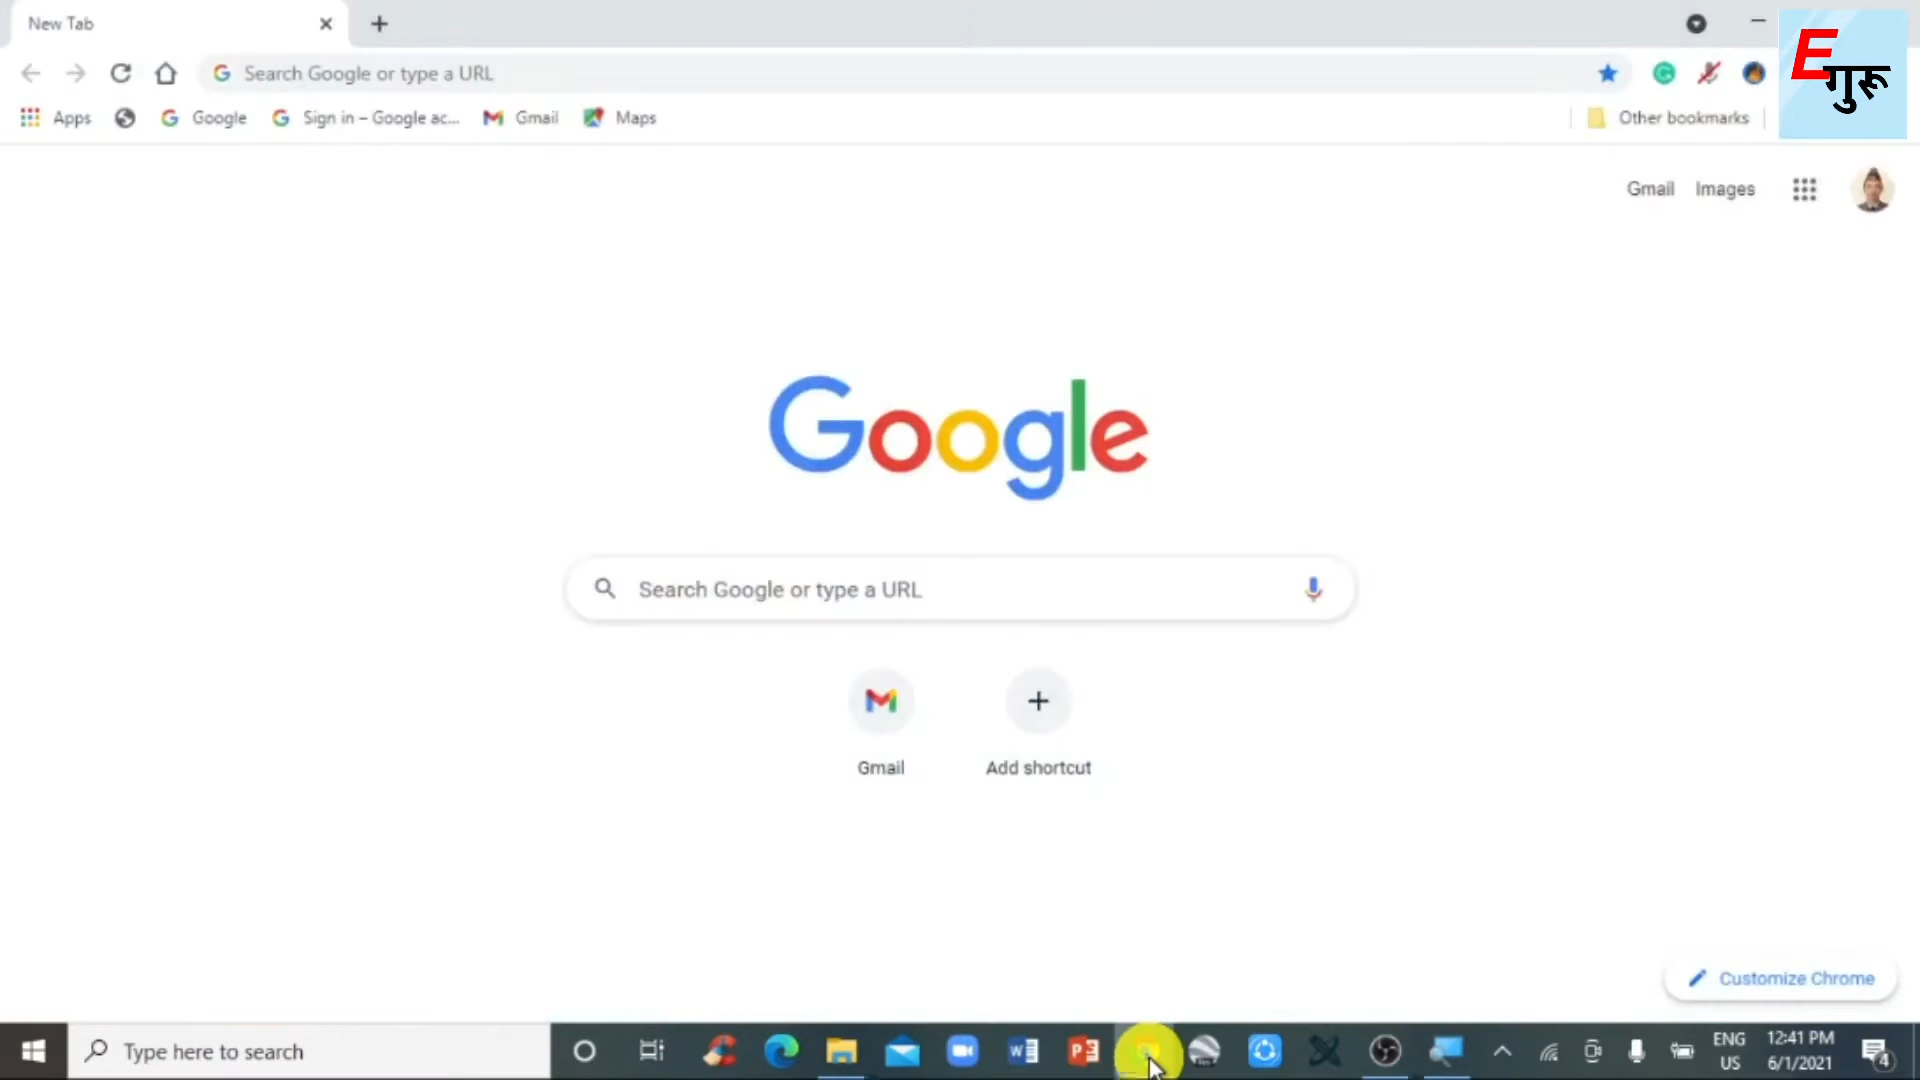 New Tab
E
गुरू
Search Google or type a URL
Apps
Google
Sign in – Google ac...
Gmail
Maps
Other bookmarks
Gmail
Images
Google
Search Google or type a URL
Gmail
Add shortcut
Customize Chrome
Type here to search
ENG
US
12:41 PM
6/1/2021
4